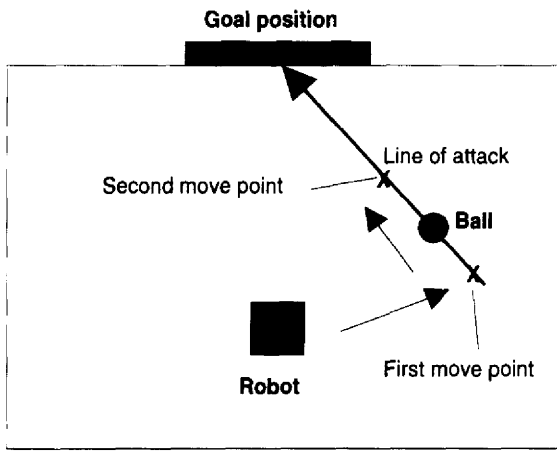 Goal position
Line of attack
Second move point
Ball
First move point
Robot